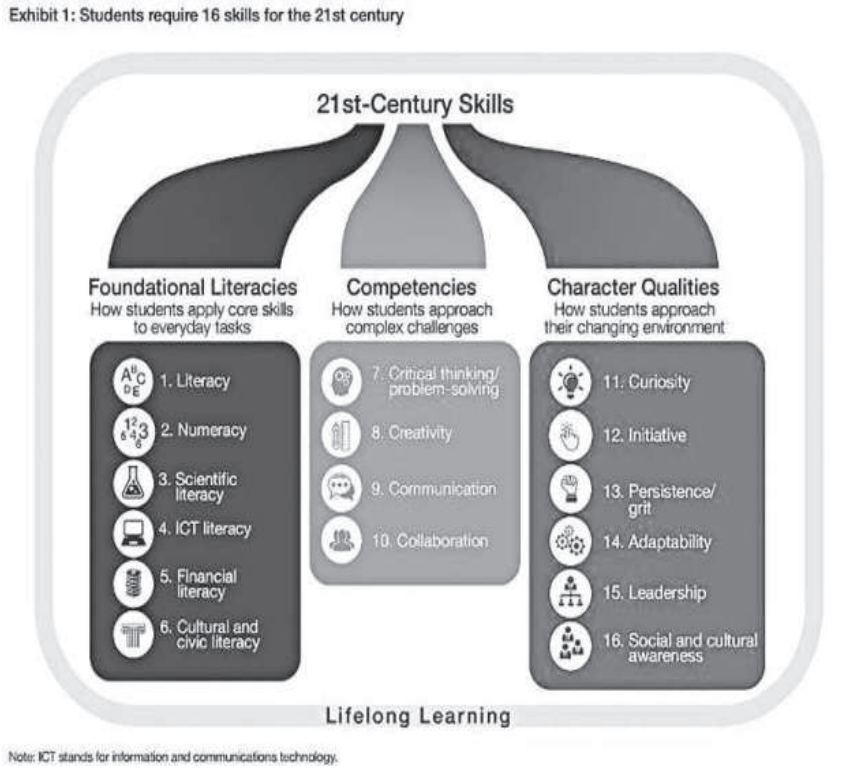 Exhibit 1: Students require 16 skills for the 21st century
21st-Century Skills
Foundational Literacies
How students apply core skills
to everyday tasks
1. Literacy
2. Numeracy
3. Scientific
literacy
4. ICT literacy
5. Financial
literacy
6. Cultural and
civic literacy
Competencies
How students approach
complex challenges
7. Critical thinking/
problem-solving
8. Creativity
9. Communication
10. Collaboration
Character Qualities
How students approach
their changing environment
11. Curiosity
12. Initiative
13. Persistence/
grit
14. Adaptability
15. Leadership
16. Social and cultural
awareness
Lifelong Learning
Note: ICT stands for information and communications technology.